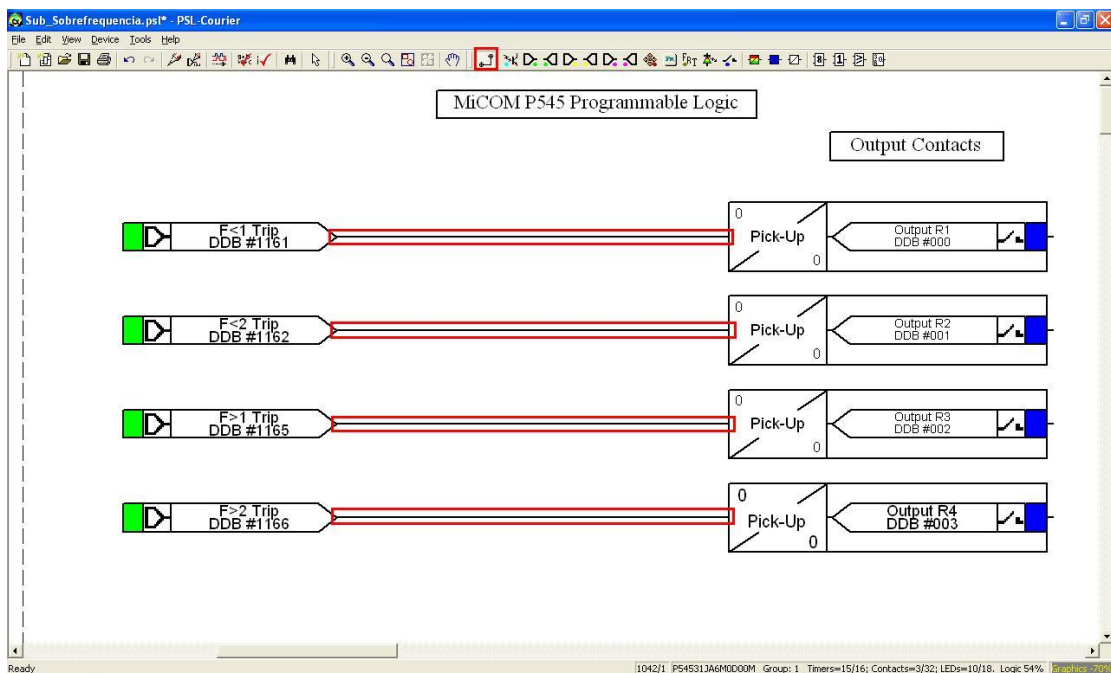 Sub_Sobrefrequencia.psl* - PSL-Courier
File Edit View Device Tools Help
MiCOM P545 Programmable Logic
Output Contacts
F<1 Trip
DDB #1161
0
Pick-Up
0
Output R1
DDB #000
F<2 Trip
DDB #1162
0
Pick-Up
0
Output R2
DDB #001
F>1 Trip
DDB #1165
0
Pick-Up
0
Output R3
DDB #002
F>2 Trip
DDB #1166
0
Pick-Up
0
Output R4
DDB #003
Ready
1042/1 P54531JA6M0D00M Group: 1 Timers=15/16; Contacts=3/32; LEDs=10/18. Logic 54% Graphics -70%